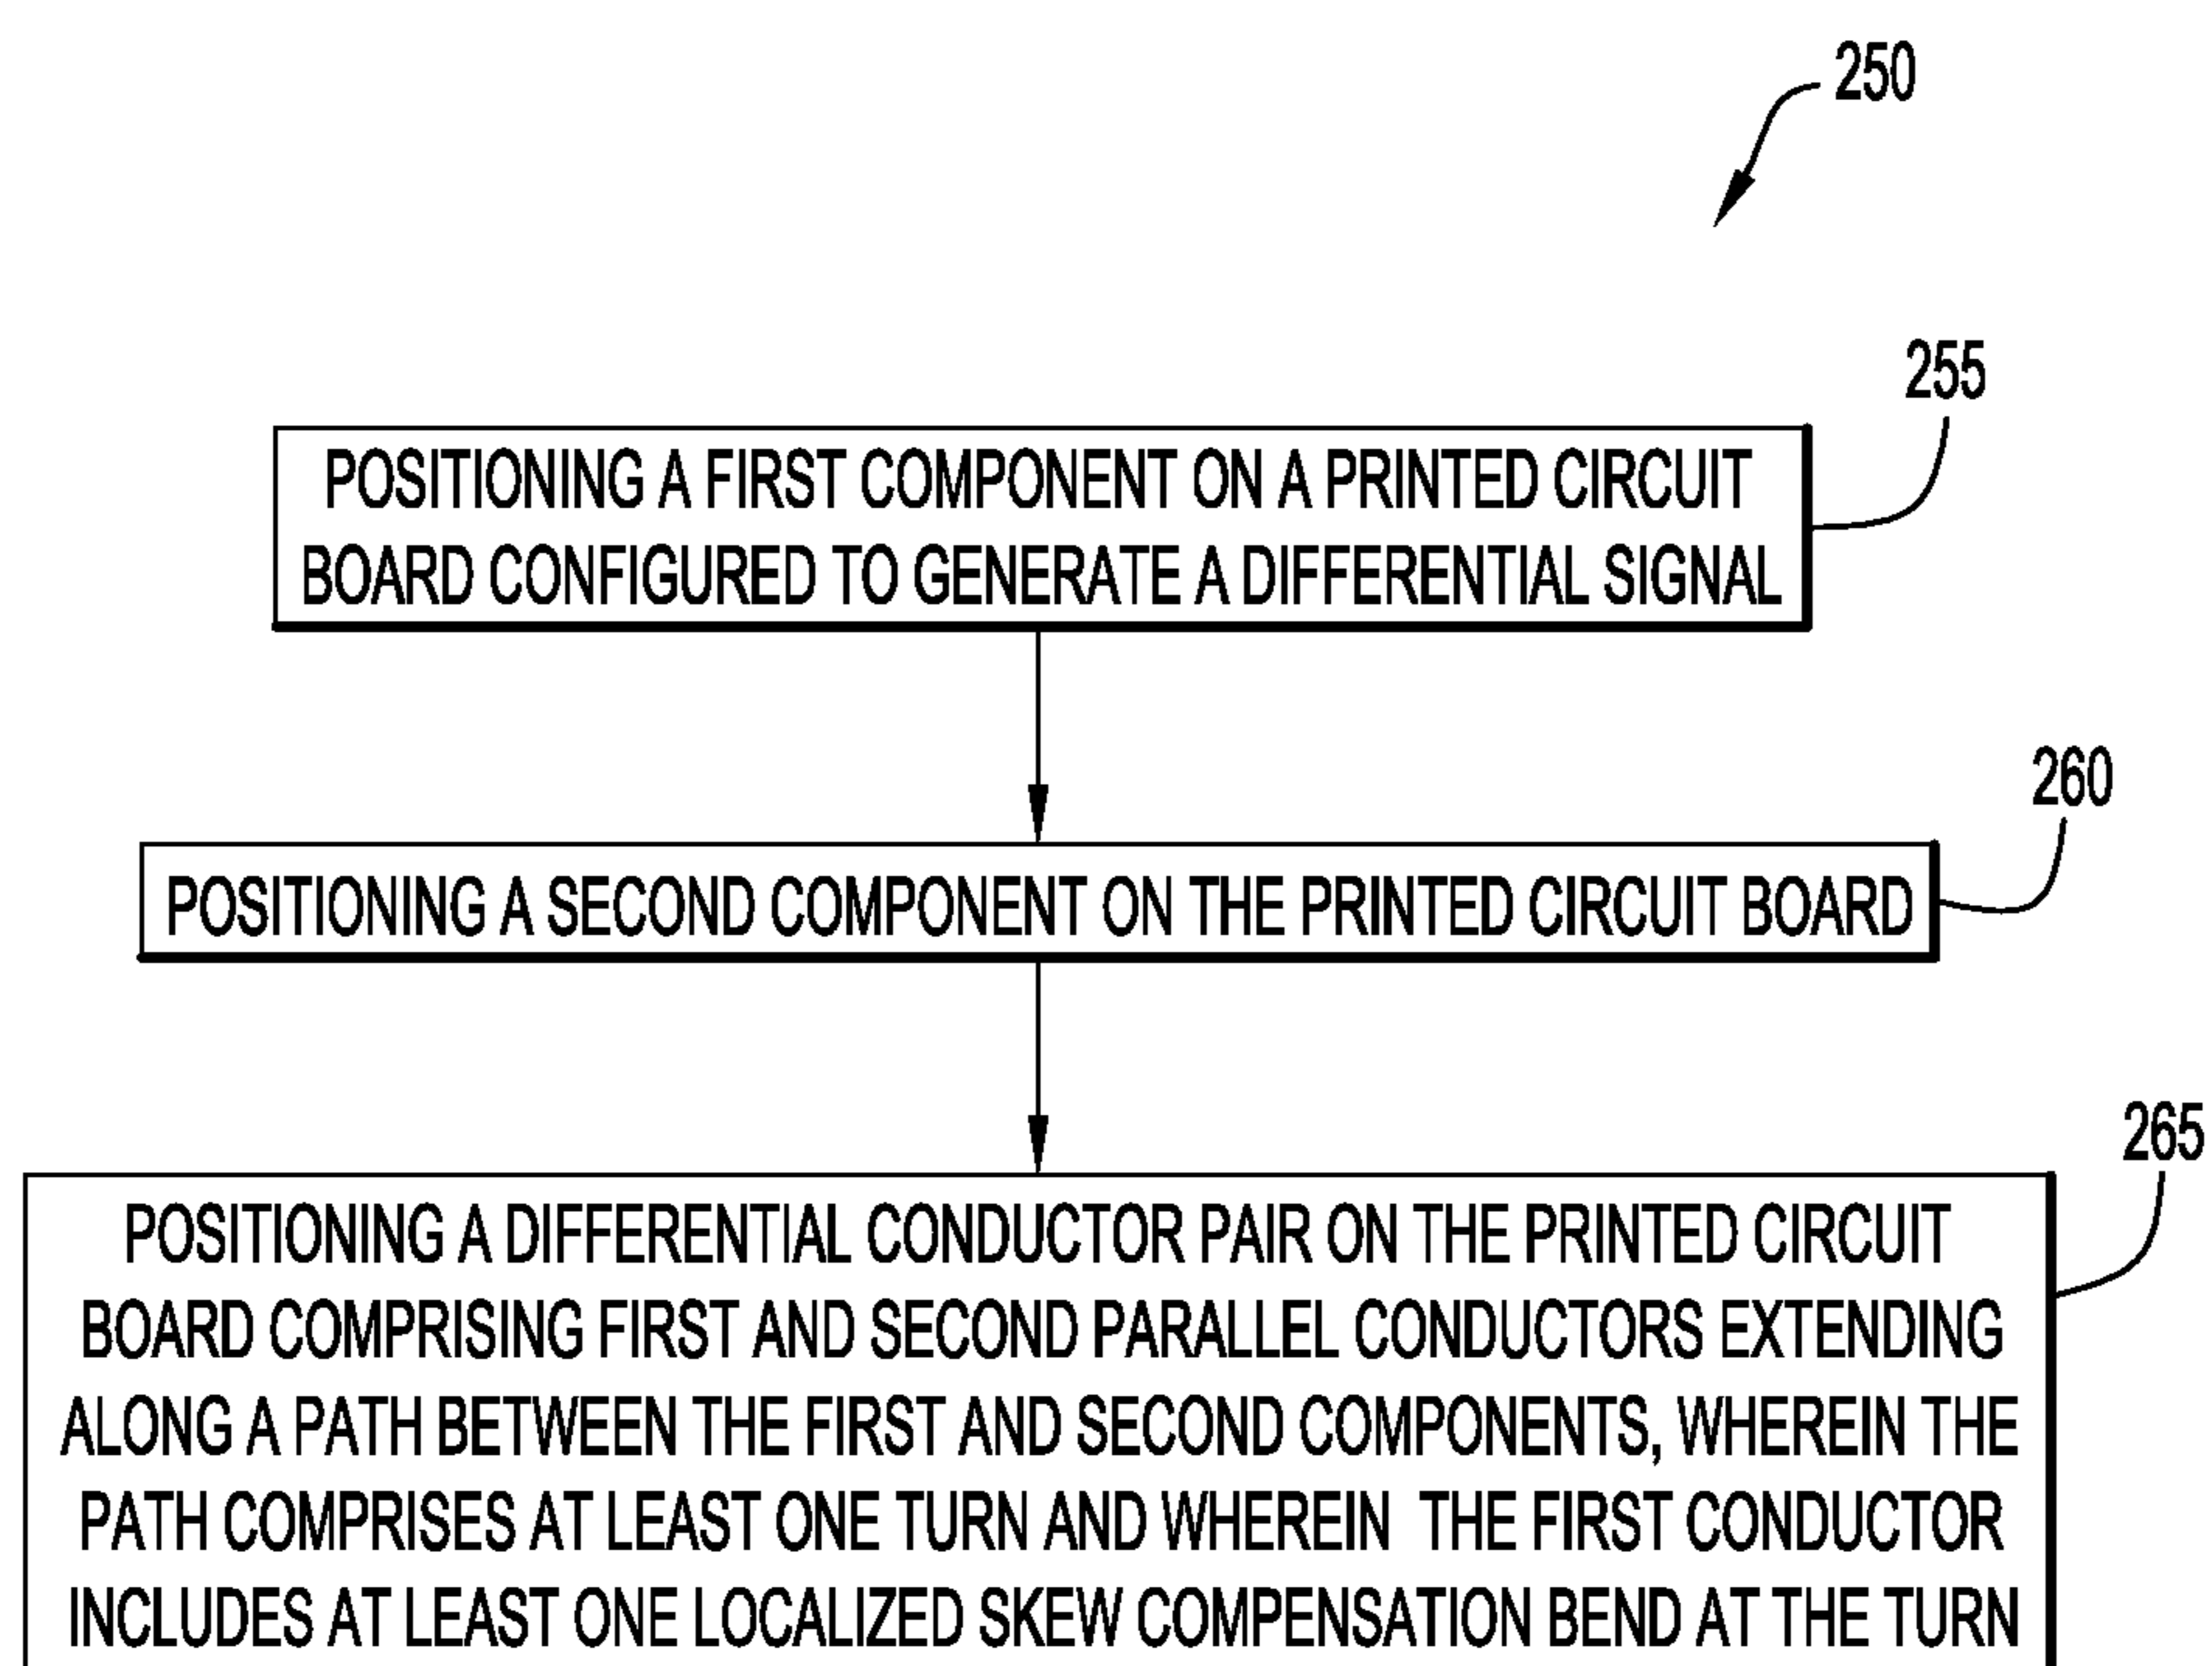 250
255
POSITIONING A FIRST COMPONENT ON A PRINTED CIRCUIT
BOARD CONFIGURED TO GENERATE A DIFFERENTIAL SIGNAL
260
POSITIONING A SECOND COMPONENT ON THE PRINTED CIRCUIT BOARD
265
POSITIONING A DIFFERENTIAL CONDUCTOR PAIR ON THE PRINTED CIRCUIT
BOARD COMPRISING FIRST AND SECOND PARALLEL CONDUCTORS EXTENDING
ALONG A PATH BETWEEN THE FIRST AND SECOND COMPONENTS, WHEREIN THE
PATH COMPRISES AT LEAST ONE TURN AND WHEREIN THE FIRST CONDUCTOR
INCLUDES AT LEAST ONE LOCALIZED SKEW COMPENSATION BEND AT THE TURN